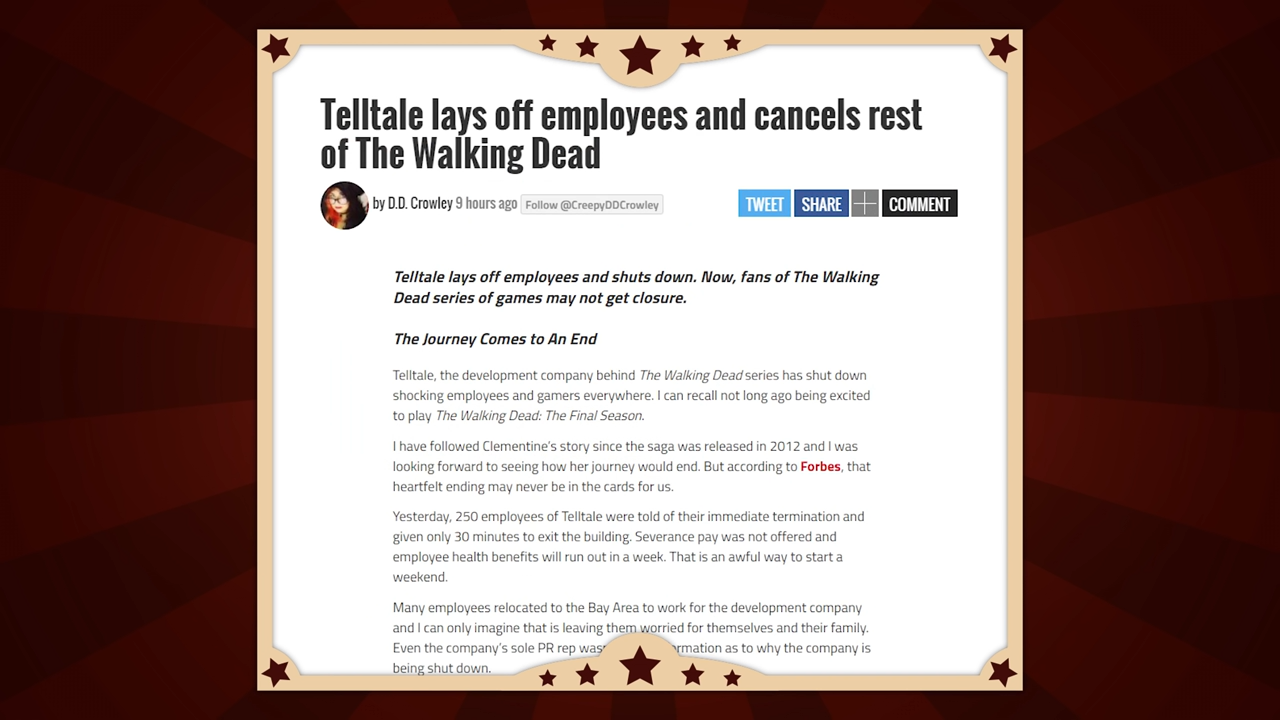 Telltale lays off employees and cancels rest
of The Walking Dead
by D.D. Crowley 9 hours ago Follow @CreepyDDCrowley TWEET SHARE COMMENT
Telltale lays off employees and shuts down. Now, fans of The Walking
Dead series of games may not get closure.
The Journey Comes to An End
Telltale, the development company behind The Walking Dead series has shut down
shocking employees and gamers everywhere. I can recall not long ago being excited
to play The Walking Dead: The Final Season.
I have followed Clementine's story since the saga was released in 2012 and I was
looking forward to seeing how her journey would end. But according to Forbes, that
heartfelt ending may never be in the cards for us.
Yesterday, 250 employees of Telltale were told of their immediate termination and
given only 30 minutes to exit the building. Severance pay was not offered and
employee health benefits will run out in a week. That is an awful way to start a
weekend.
Many employees relocated to the Bay Area to work for the development company
and I can only imagine that is leaving them worried for themselves and their family.
Even the company's sole PR rep as to why the company is
being shut down.